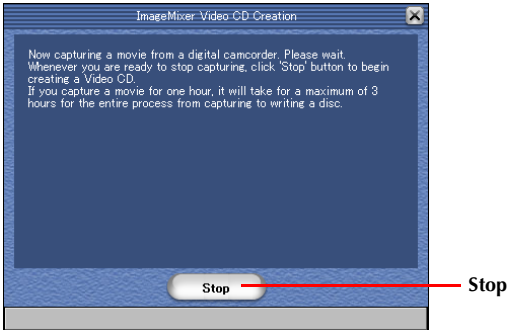 ImageMixer Video CD Creation
Now capturing a movie from a digital camcorder. Please wait.
Whenever you are ready to stop capturing, click 'Stop' button to begin
creating a Video CD.
If you capture a movie for one hour, it will take for a maximum of 3
hours for the entire process from capturing to writing a disc.
Stop
Stop